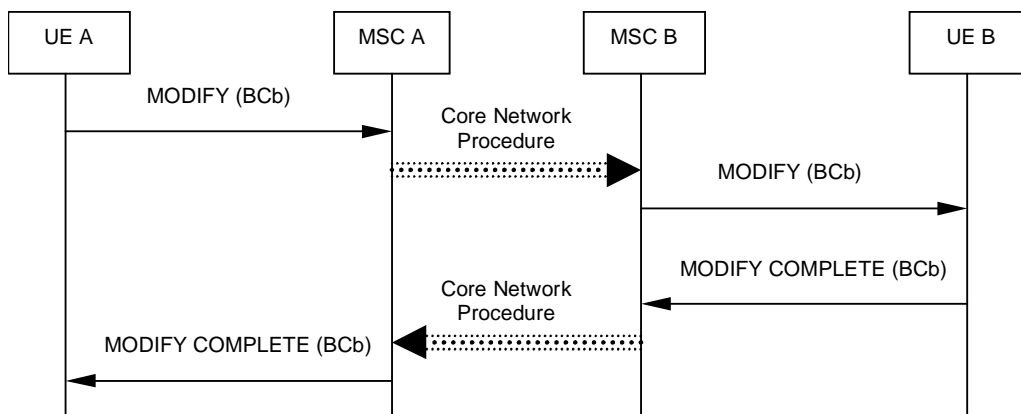 UE A
MSC A
MSC B
UE B
MODIFY (BCb)
Core Network
Procedure
MODIFY (BCb)
MODIFY COMPLETE (BCb)
Core Network
Procedure
MODIFY COMPLETE (BCb)